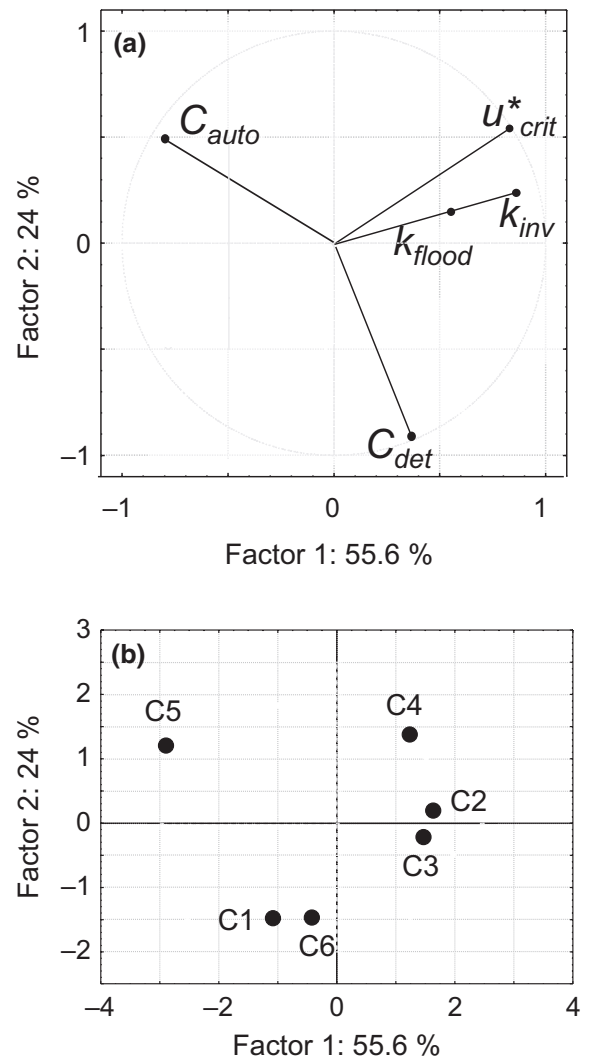 (a)
1
0
–1
C_auto
u*_crit
k_inv
k_flood
C_det
Factor 2: 24 %
–1 0 1
Factor 1: 55.6 %
(b)
3
2
1
0
–1
–2
C5
C4
C2
C3
C1
C6
Factor 2: 24 %
–4 –2 0 2 4
Factor 1: 55.6 %